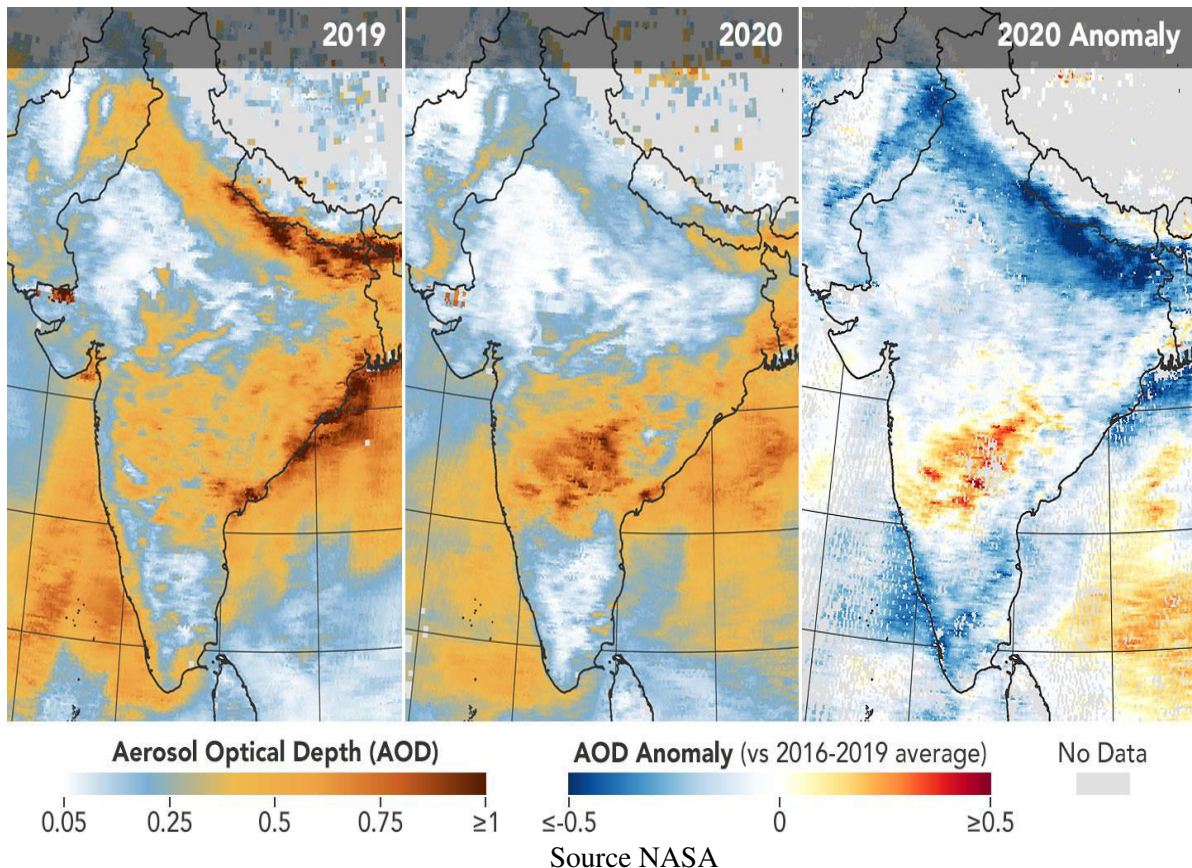 2019
2020
2020 Anomaly
Aerosol Optical Depth (AOD)
0.05 0.25 0.5 0.75 ≥1
AOD Anomaly (vs 2016-2019 average)
≤-0.5 0 ≥0.5
No Data
Source NASA